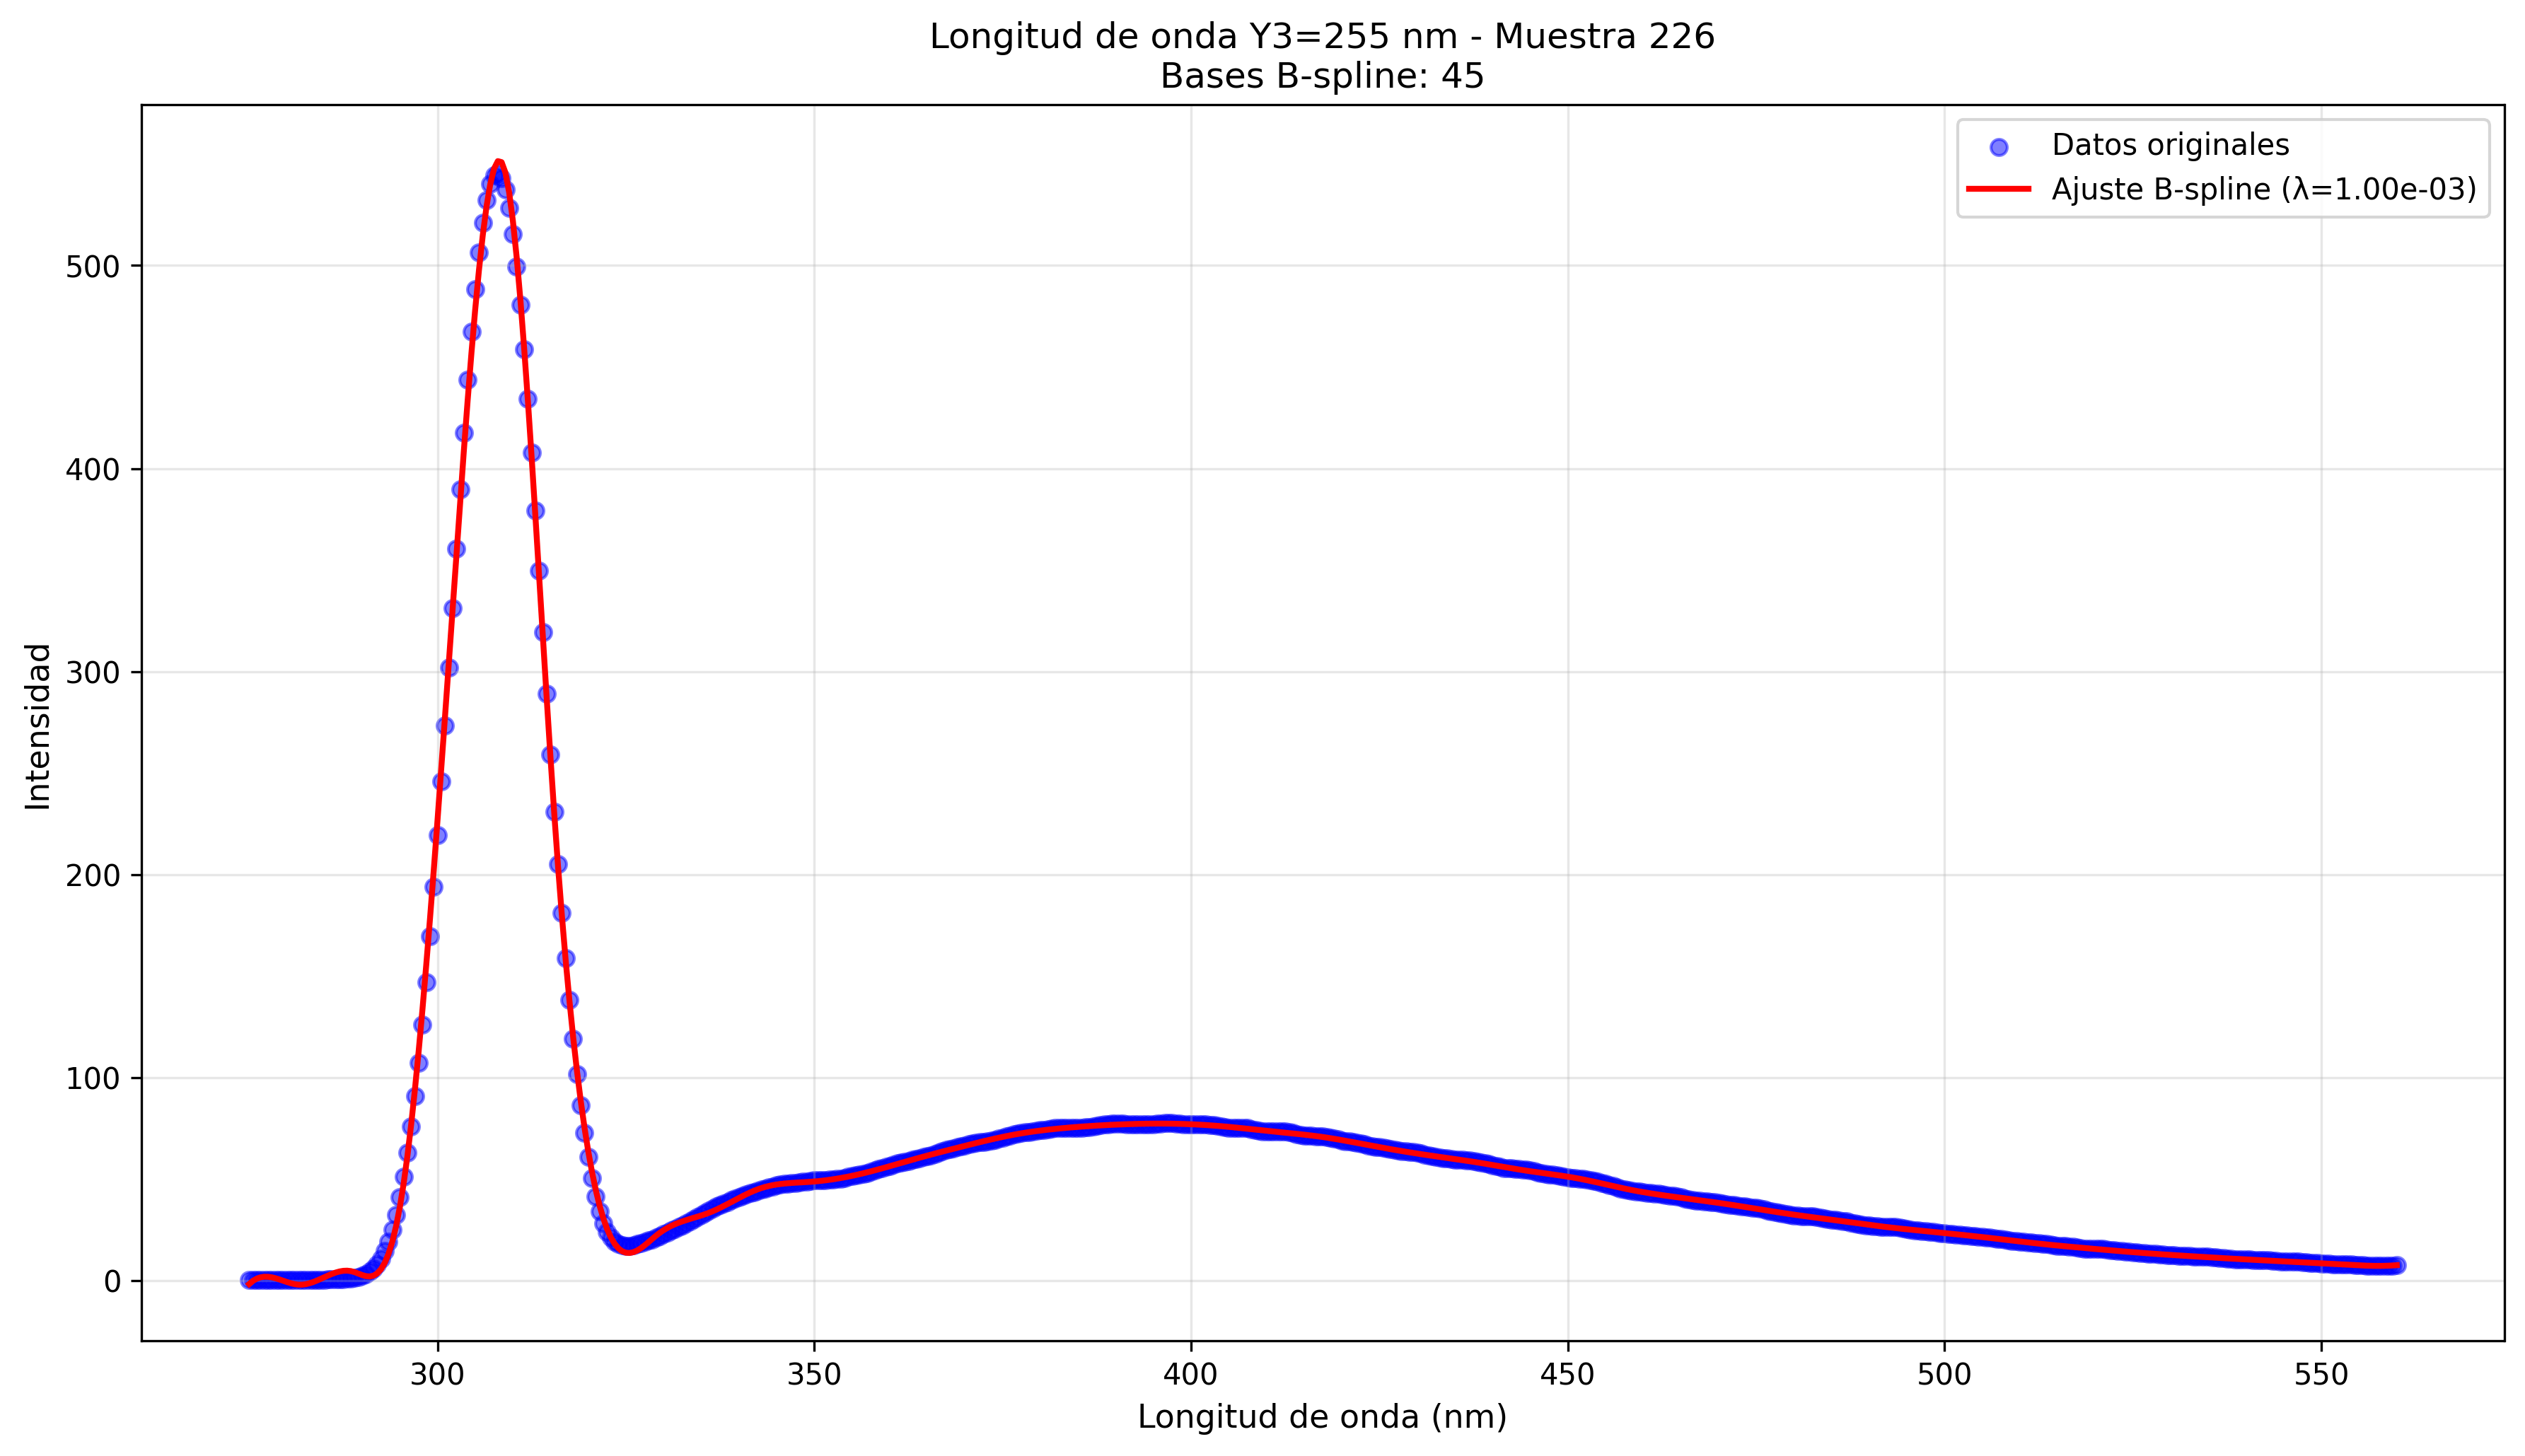 Longitud de onda Y3=255 nm - Muestra 226
Bases B-spline: 45
Datos originales
Ajuste B-spline (λ=1.00e-03)
Intensidad
500
400
300
200
100
0
300 350 400 450 500 550
Longitud de onda (nm)